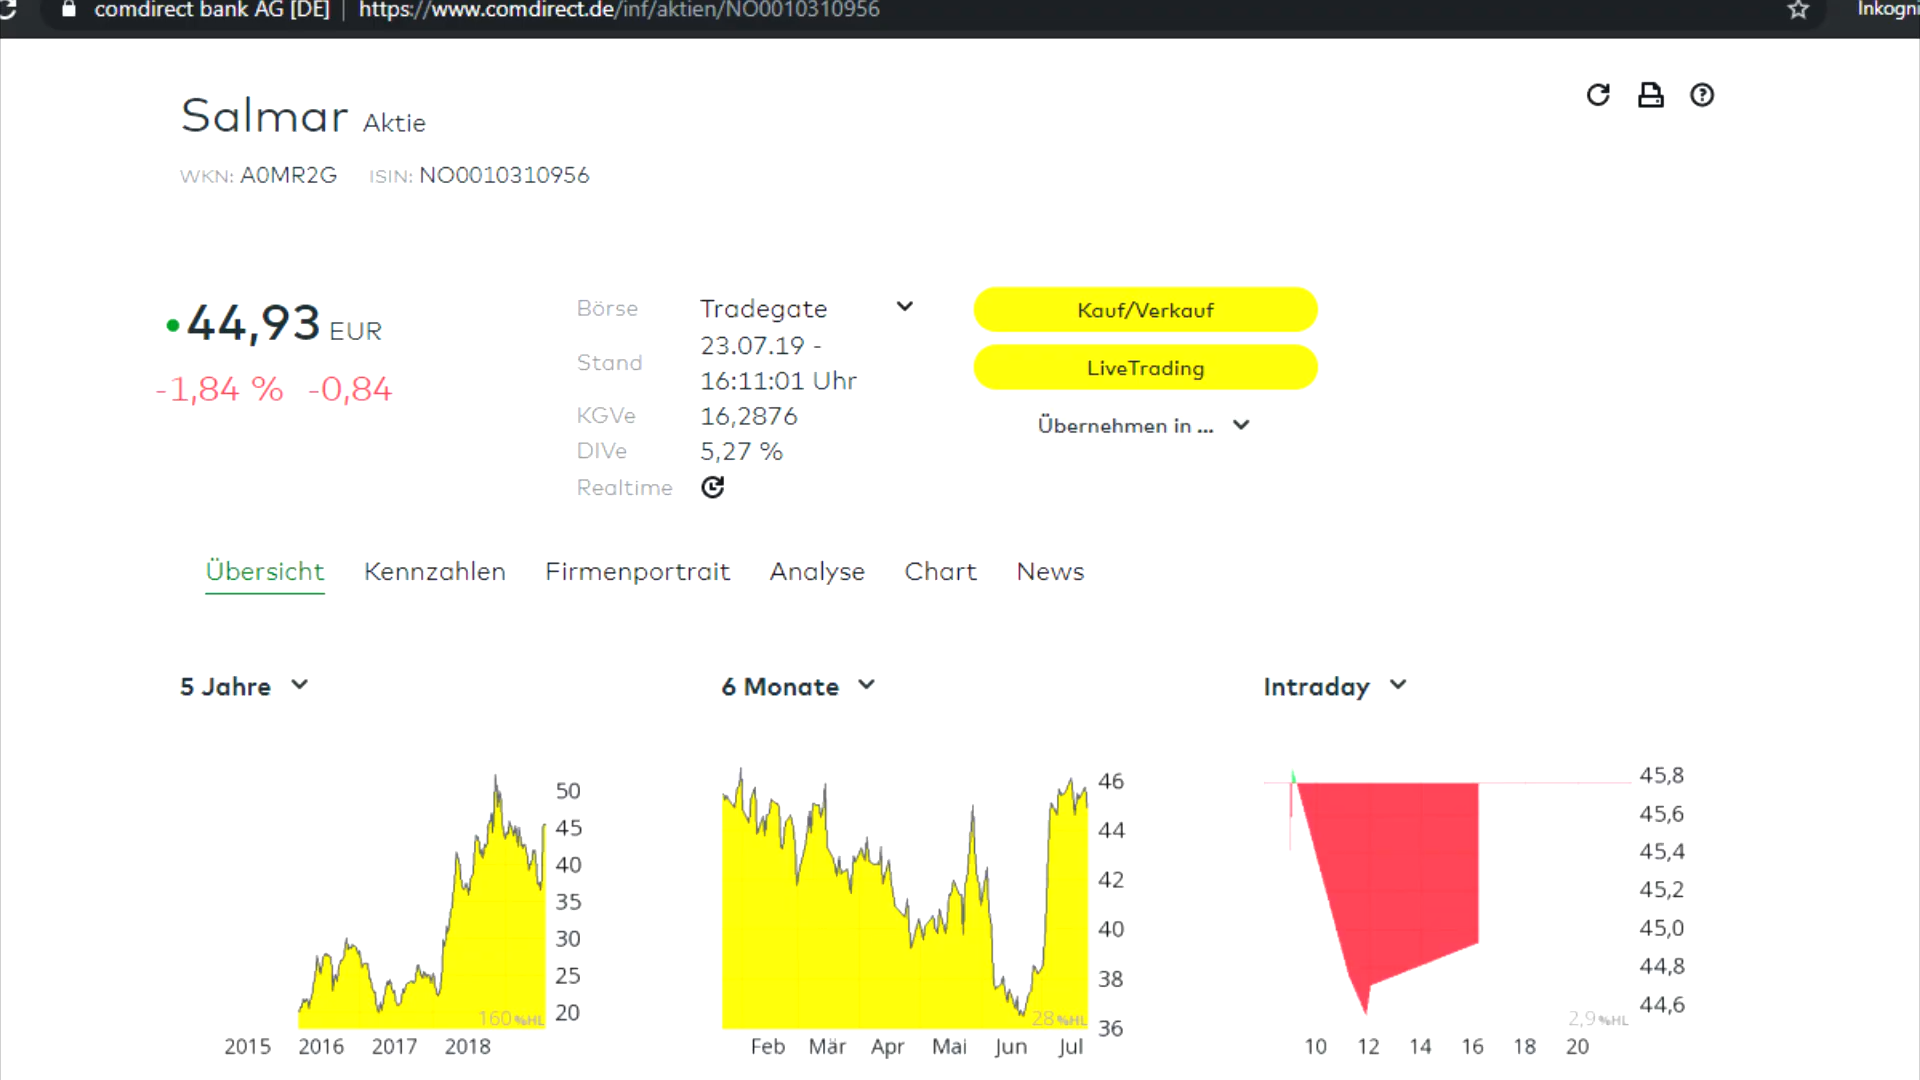 comdirect bank AG [DE] | https://www.comdirect.de/inf/aktien/NO0010310956
Salmar Aktie
WKN: A0MR2G ISIN: NO0010310956
44,93 EUR
-1,84 % -0,84
Börse Tradegate
Stand 23.07.19 -
16:11:01 Uhr
KGVe 16,2876
DIVe 5,27 %
Realtime
Kauf/Verkauf
LiveTrading
Übernehmen in ...
Übersicht Kennzahlen Firmenportrait Analyse Chart News
5 Jahre
50
45
40
35
30
25
20
160 %HL
2015 2016 2017 2018
6 Monate
46
44
42
40
38
36
28 %HL
Feb Mär Apr Mai Jun Jul
Intraday
45,8
45,6
45,4
45,2
45,0
44,8
44,6
2,9 %HL
10 12 14 16 18 20